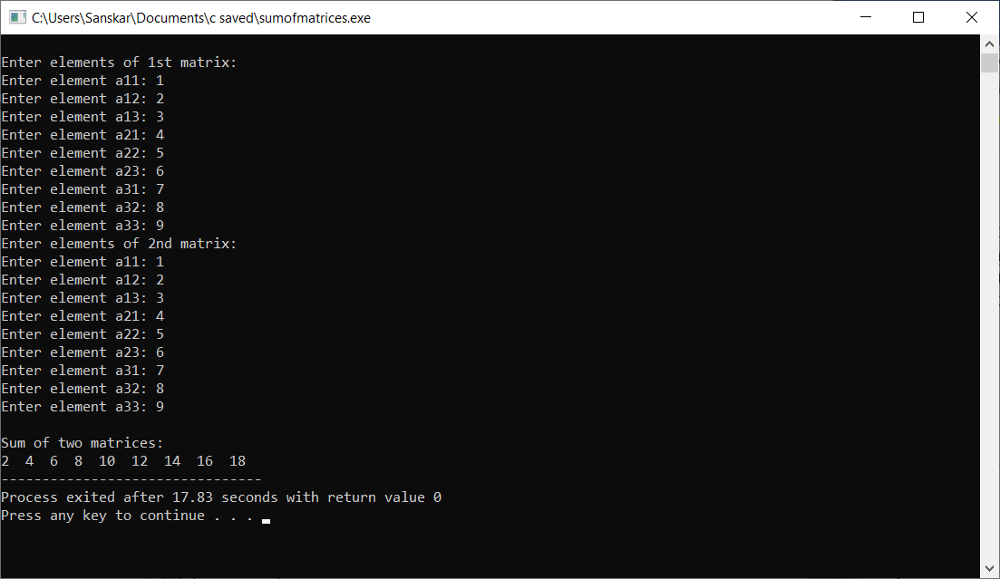 C:\Users\Sanskar\Documents\c saved\sumofmatrices.exe
Enter elements of 1st matrix:
Enter element a11: 1
Enter element a12: 2
Enter element a13: 3
Enter element a21: 4
Enter element a22: 5
Enter element a23: 6
Enter element a31: 7
Enter element a32: 8
Enter element a33: 9
Enter elements of 2nd matrix:
Enter element a11: 1
Enter element a12: 2
Enter element a13: 3
Enter element a21: 4
Enter element a22: 5
Enter element a23: 6
Enter element a31: 7
Enter element a32: 8
Enter element a33: 9
Sum of two matrices:
2  4  6  8  10  12  14  16  18
--------------------------------
Process exited after 17.83 seconds with return value 0
Press any key to continue . . .